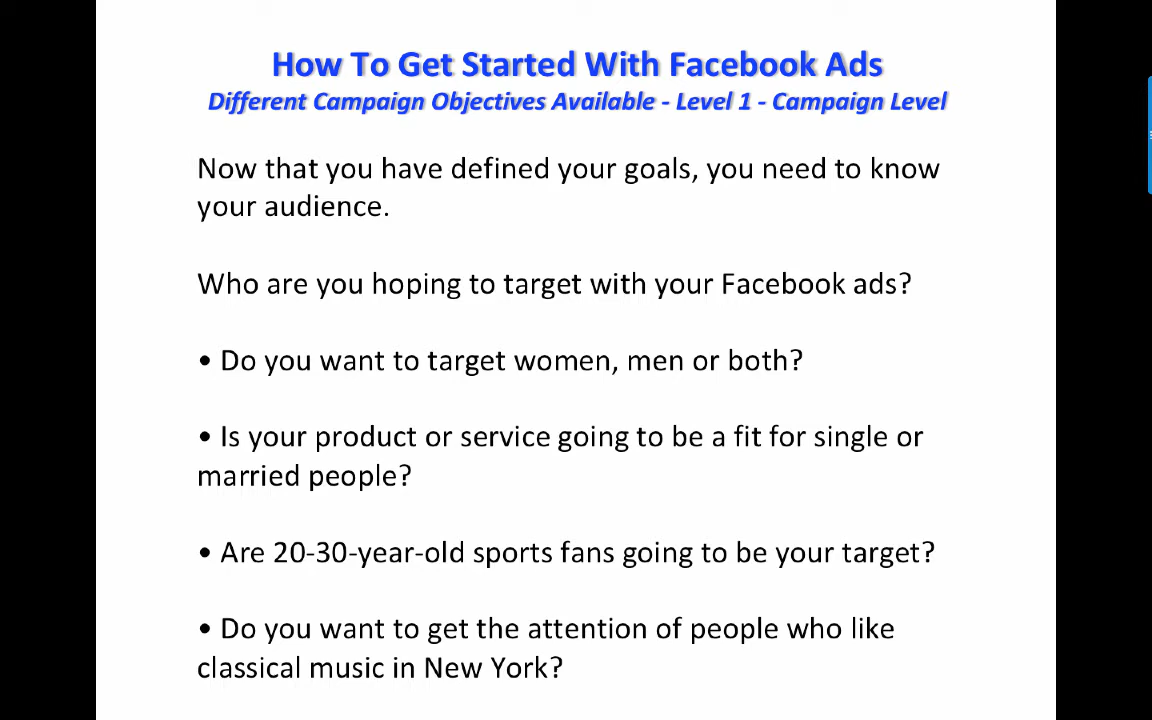 How To Get Started With Facebook Ads
Different Campaign Objectives Available - Level 1 - Campaign Level
Now that you have defined your goals, you need to know
your audience.
Who are you hoping to target with your Facebook ads?
• Do you want to target women, men or both?
• Is your product or service going to be a fit for single or
married people?
• Are 20-30-year-old sports fans going to be your target?
• Do you want to get the attention of people who like
classical music in New York?